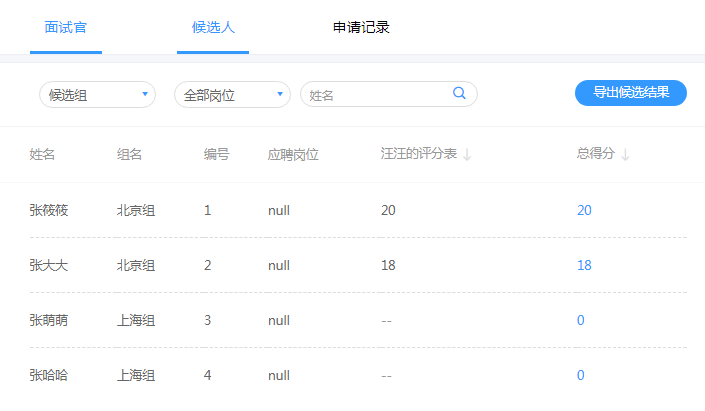 面试官 候选人 申请记录
候选组 全部岗位 姓名 导出候选结果
姓名 组名 编号 应聘岗位 汪汪的评分表 ↓ 总得分 ↓
张筱筱 北京组 1 null 20 20
张大大 北京组 2 null 18 18
张萌萌 上海组 3 null -- 0
张哈哈 上海组 4 null -- 0